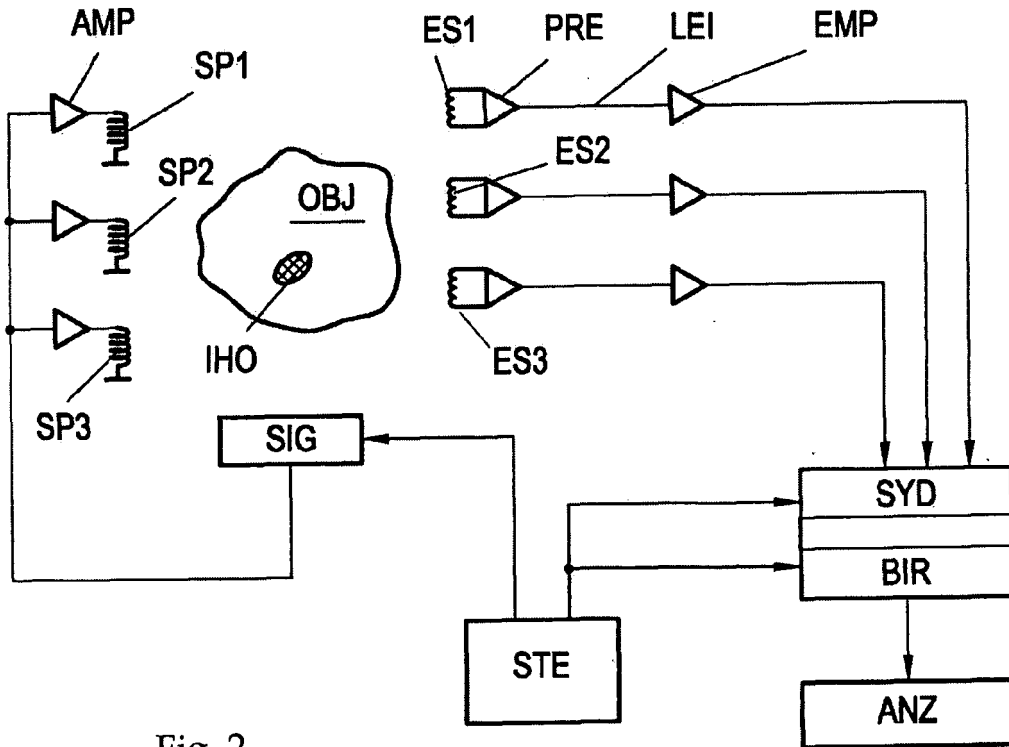 AMP
ES1 PRE LEI EMP
SP1
ES2
SP2
OBJ
IHO
ES3
SP3
SIG
SYD
BIR
STE
ANZ
Fig. 2